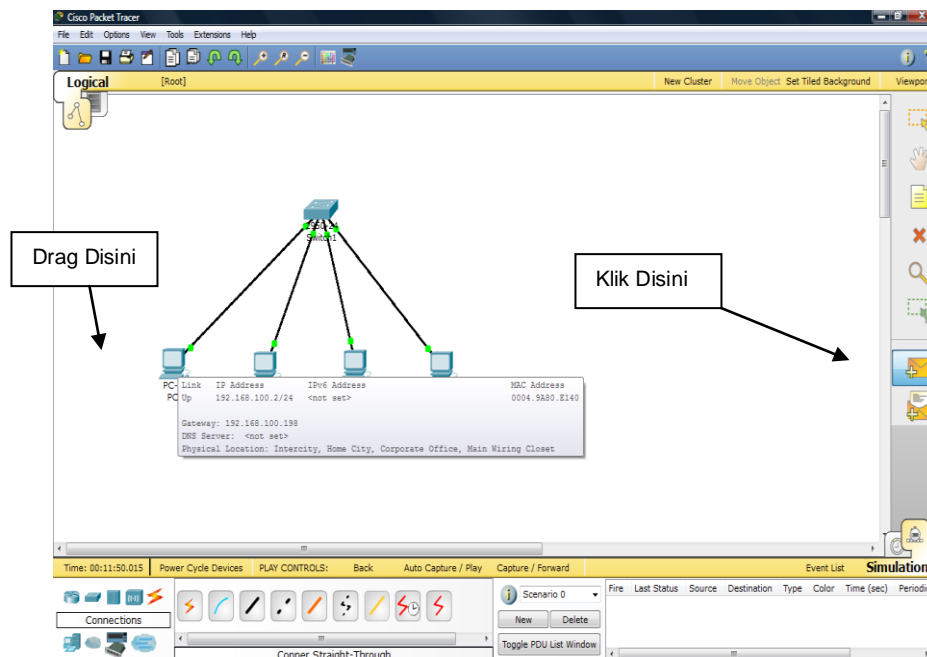 Cisco Packet Tracer
File Edit Options View Tools Extensions Help
Logical [Root] New Cluster Move Object Set Tiled Background Viewpor
Drag Disini
Klik Disini
2950-24
Switch1
PC-
PC
Link IP Address IPv6 Address MAC Address
Up 192.168.100.2/24 <not set> 0004.9A80.E140
Gateway: 192.168.100.198
DNS Server: <not set>
Physical Location: Intercity, Home City, Corporate Office, Main Wiring Closet
Time: 00:11:50.015 Power Cycle Devices PLAY CONTROLS: Back Auto Capture / Play Capture / Forward Event List Simulation
Connections
Scenario 0
New Delete
Toggle PDU List Window
Fire Last Status Source Destination Type Color Time (sec) Periodic
Copper Straight-Through